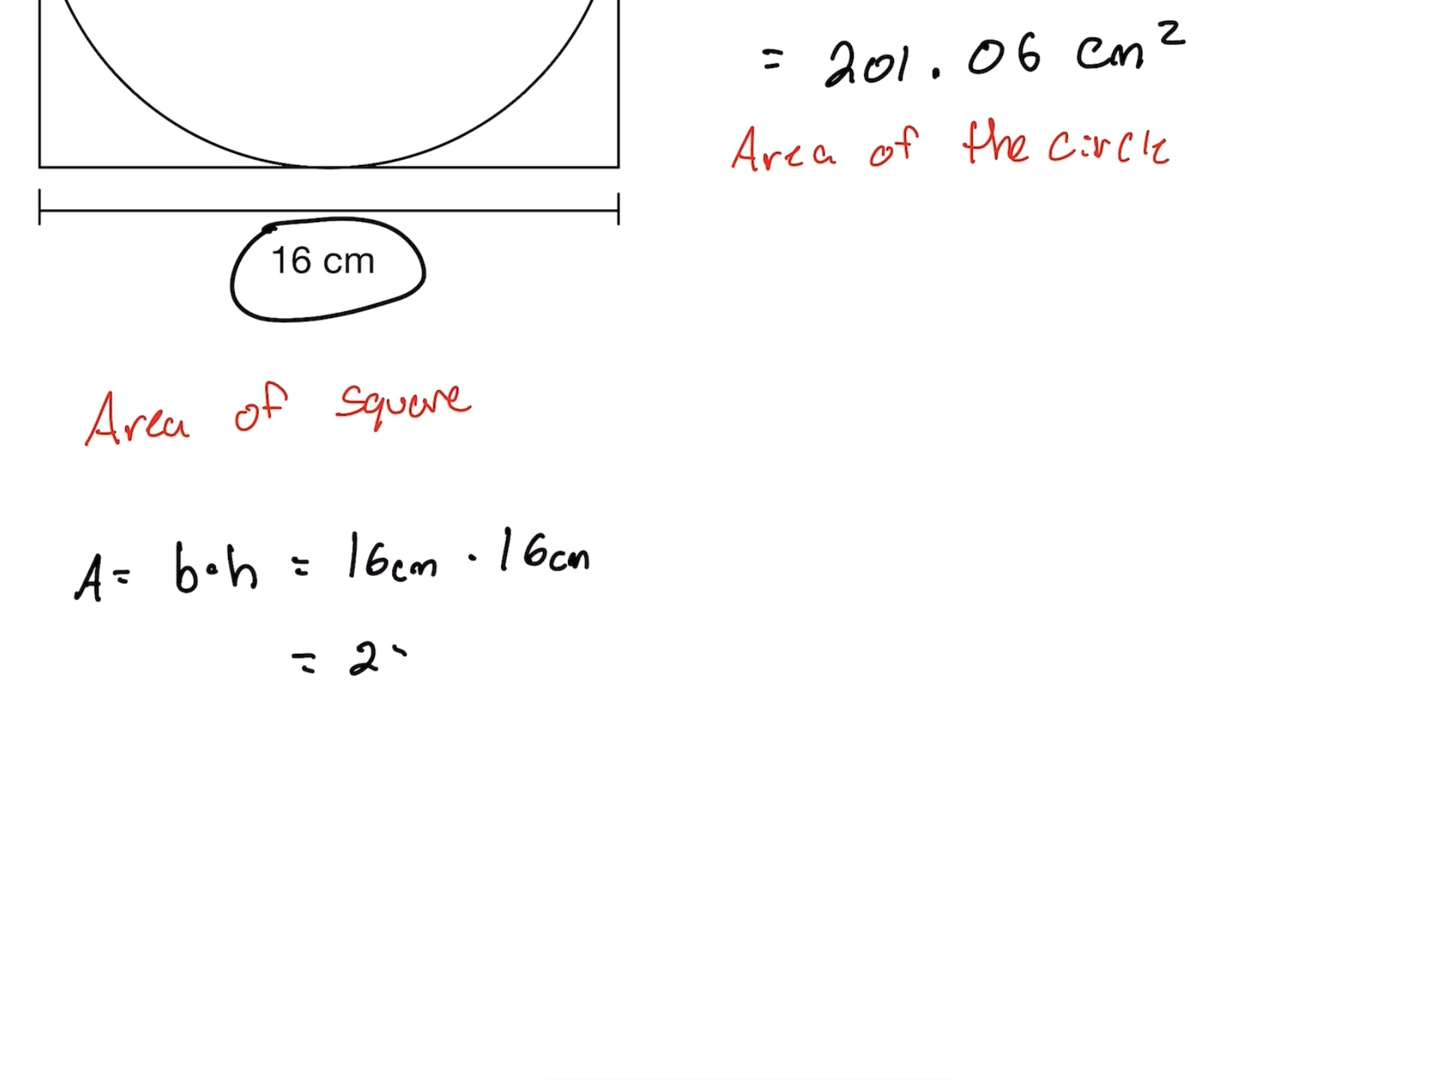 = 201.06 cm²
Area of the circle
16 cm
Area of square
A = b·h = 16cm · 16cm
= 2